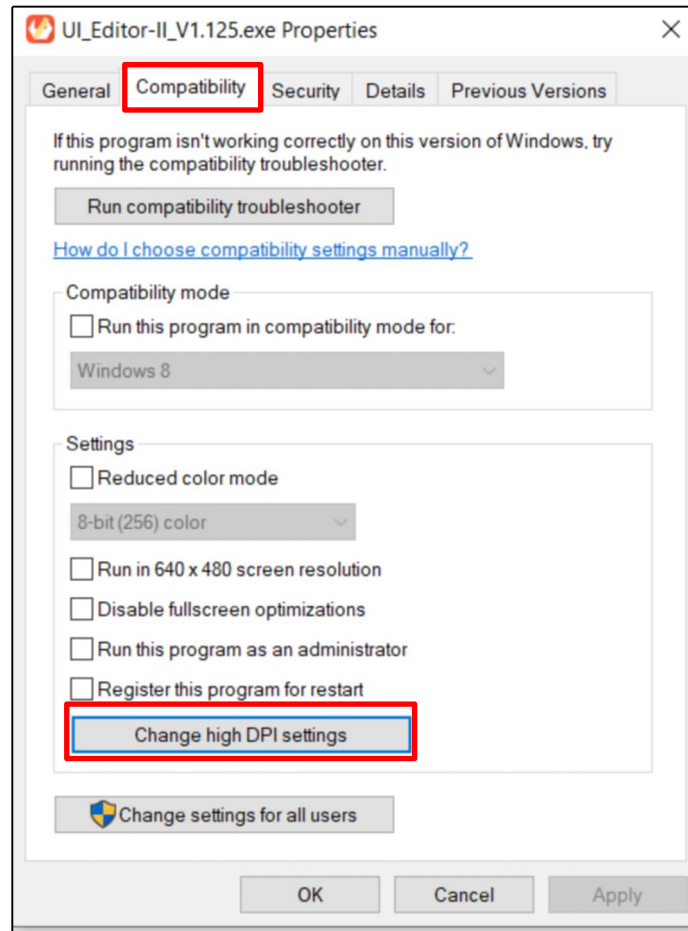 UI_Editor-II_V1.125.exe Properties
General Compatibility Security Details Previous Versions
If this program isn't working correctly on this version of Windows, try
running the compatibility troubleshooter.
Run compatibility troubleshooter
How do I choose compatibility settings manually?
Compatibility mode
Run this program in compatibility mode for:
Windows 8
Settings
Reduced color mode
8-bit (256) color
Run in 640 x 480 screen resolution
Disable fullscreen optimizations
Run this program as an administrator
Register this program for restart
Change high DPI settings
Change settings for all users
OK Cancel Apply